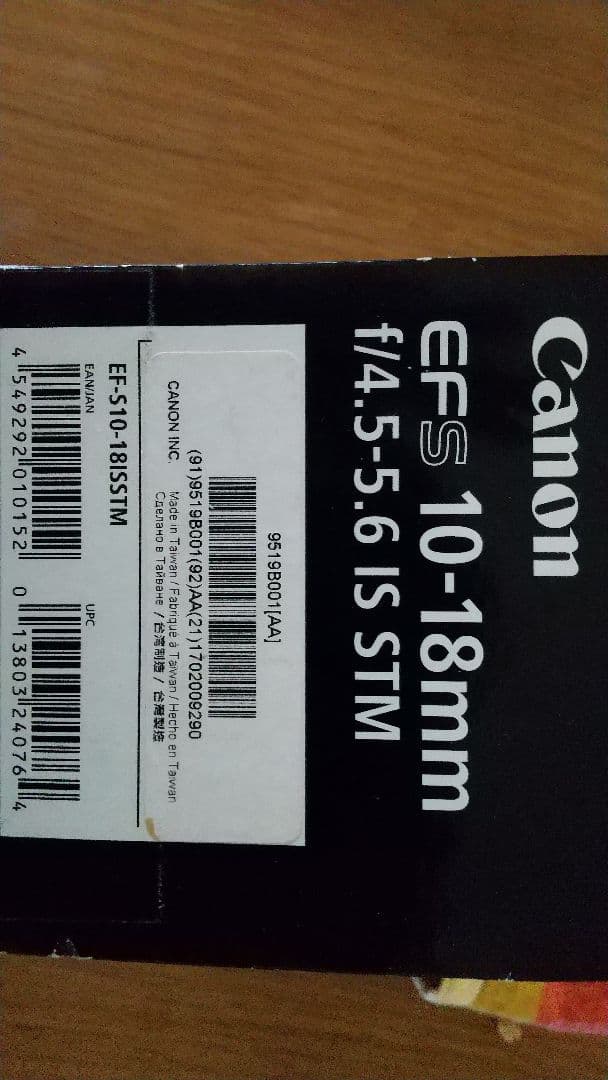 Canon
EFS 10-18mm
f/4.5-5.6 IS STM
9519B001[AA]
(91)9519B001(92)AA(21)1702009290
CANON INC.
Made in Taiwan / Fabriqué à Taïwan / Hecho en Taiwan
Сделано в Тайване / 台湾制造 / 台灣製造
EF-S10-18ISSTM
EAN/JAN
4 549292 010152
UPC
0 13803 24076 4